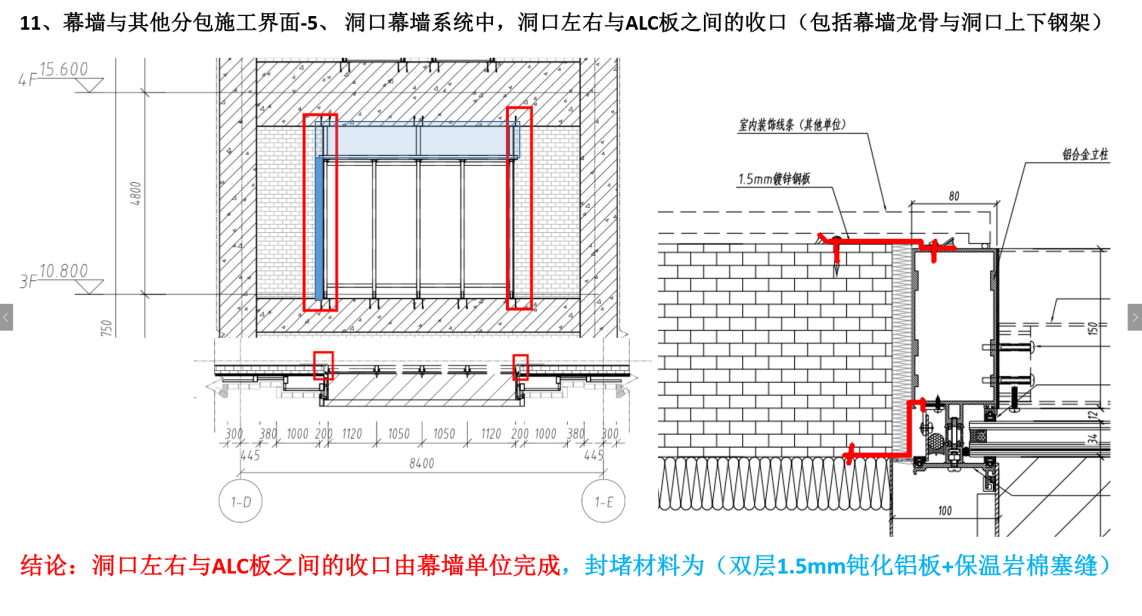 11、幕墙与其他分包施工界面-5、 洞口幕墙系统中，洞口左右与ALC板之间的收口（包括幕墙龙骨与洞口上下钢架）
4F 15.600
4800
3F 10.800
750
300 380 1000 200 1120 1050 1050 1120 200 1000 380 300
445 445
8400
1-D 1-E
室内装饰线条（其他单位）
铝合金立柱
1.5mm镀锌钢板
80
150
12
34
100
结论：洞口左右与ALC板之间的收口由幕墙单位完成，封堵材料为（双层1.5mm钝化铝板+保温岩棉塞缝）